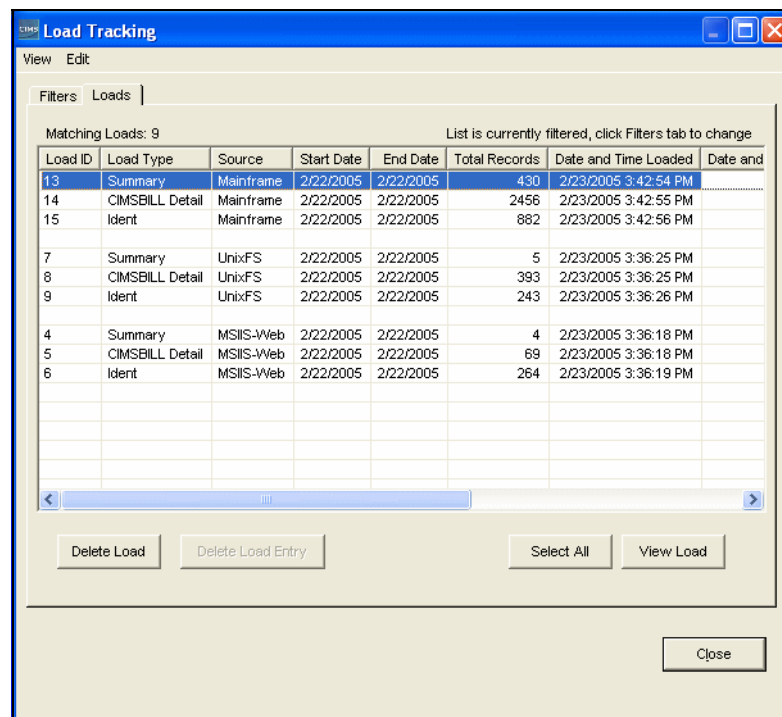 CIMS Load Tracking
View Edit
Filters Loads
Matching Loads: 9 List is currently filtered, click Filters tab to change
Load ID Load Type Source Start Date End Date Total Records Date and Time Loaded Date and
13 Summary Mainframe 2/22/2005 2/22/2005 430 2/23/2005 3:42:54 PM
14 CIMSBILL Detail Mainframe 2/22/2005 2/22/2005 2456 2/23/2005 3:42:55 PM
15 Ident Mainframe 2/22/2005 2/22/2005 882 2/23/2005 3:42:56 PM
7 Summary UnixFS 2/22/2005 2/22/2005 5 2/23/2005 3:36:25 PM
8 CIMSBILL Detail UnixFS 2/22/2005 2/22/2005 393 2/23/2005 3:36:25 PM
9 Ident UnixFS 2/22/2005 2/22/2005 243 2/23/2005 3:36:26 PM
4 Summary MSIIS-Web 2/22/2005 2/22/2005 4 2/23/2005 3:36:18 PM
5 CIMSBILL Detail MSIIS-Web 2/22/2005 2/22/2005 69 2/23/2005 3:36:18 PM
6 Ident MSIIS-Web 2/22/2005 2/22/2005 264 2/23/2005 3:36:19 PM
Delete Load Delete Load Entry Select All View Load
Close